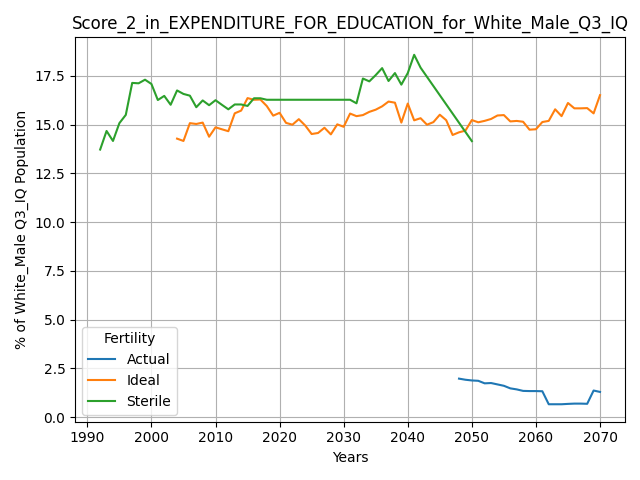 Score_2_in_EXPENDITURE_FOR_EDUCATION_for_White_Male_Q3_IQ
% of White_Male Q3_IQ Population
17.5
15.0
12.5
10.0
7.5
5.0
2.5
0.0
Fertility
Actual
Ideal
Sterile
1990 2000 2010 2020 2030 2040 2050 2060 2070
Years